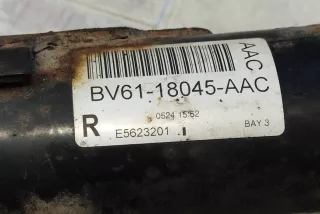 AAC
BV61-18045-AAC
0524 15:52
R E5623201 BAY 3